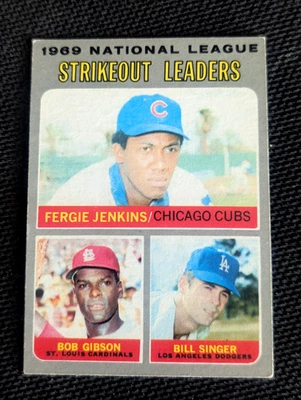 1969 NATIONAL LEAGUE
STRIKEOUT LEADERS
C
FERGIE JENKINS/CHICAGO CUBS
LA
BOB GIBSON
ST. LOUIS CARDINALS
BILL SINGER
LOS ANGELES DODGERS